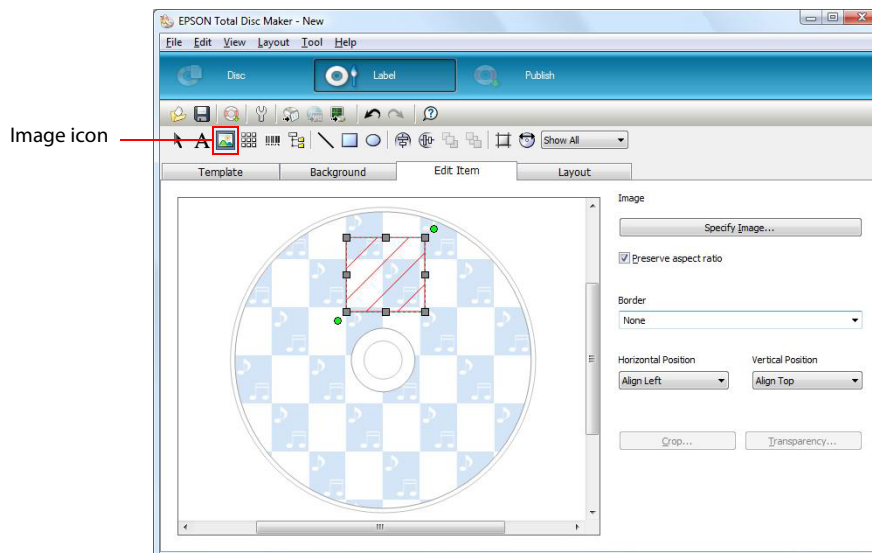 EPSON Total Disc Maker - New
File Edit View Layout Tool Help
Disc Label Publish
Image icon
A Show All
Template Background Edit Item Layout
Image
Specify Image...
Preserve aspect ratio
Border
None
Horizontal Position Vertical Position
Align Left Align Top
Crop... Transparency...